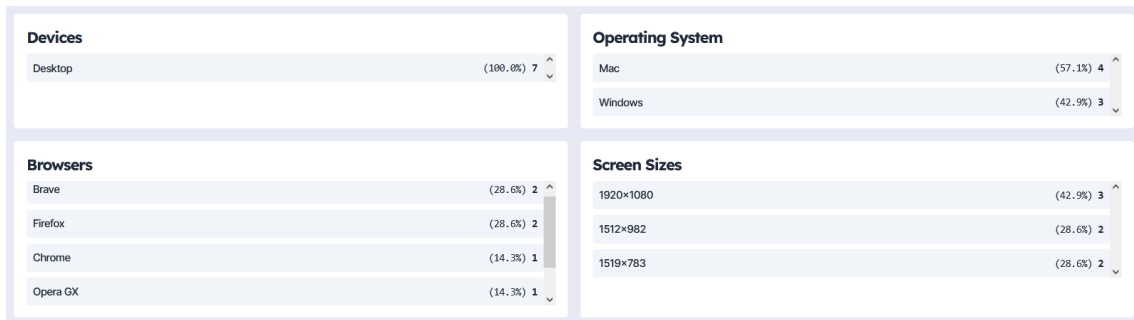 Devices
Desktop (100.0%) 7
Operating System
Mac (57.1%) 4
Windows (42.9%) 3
Browsers
Brave (28.6%) 2
Firefox (28.6%) 2
Chrome (14.3%) 1
Opera GX (14.3%) 1
Screen Sizes
1920×1080 (42.9%) 3
1512×982 (28.6%) 2
1519×783 (28.6%) 2